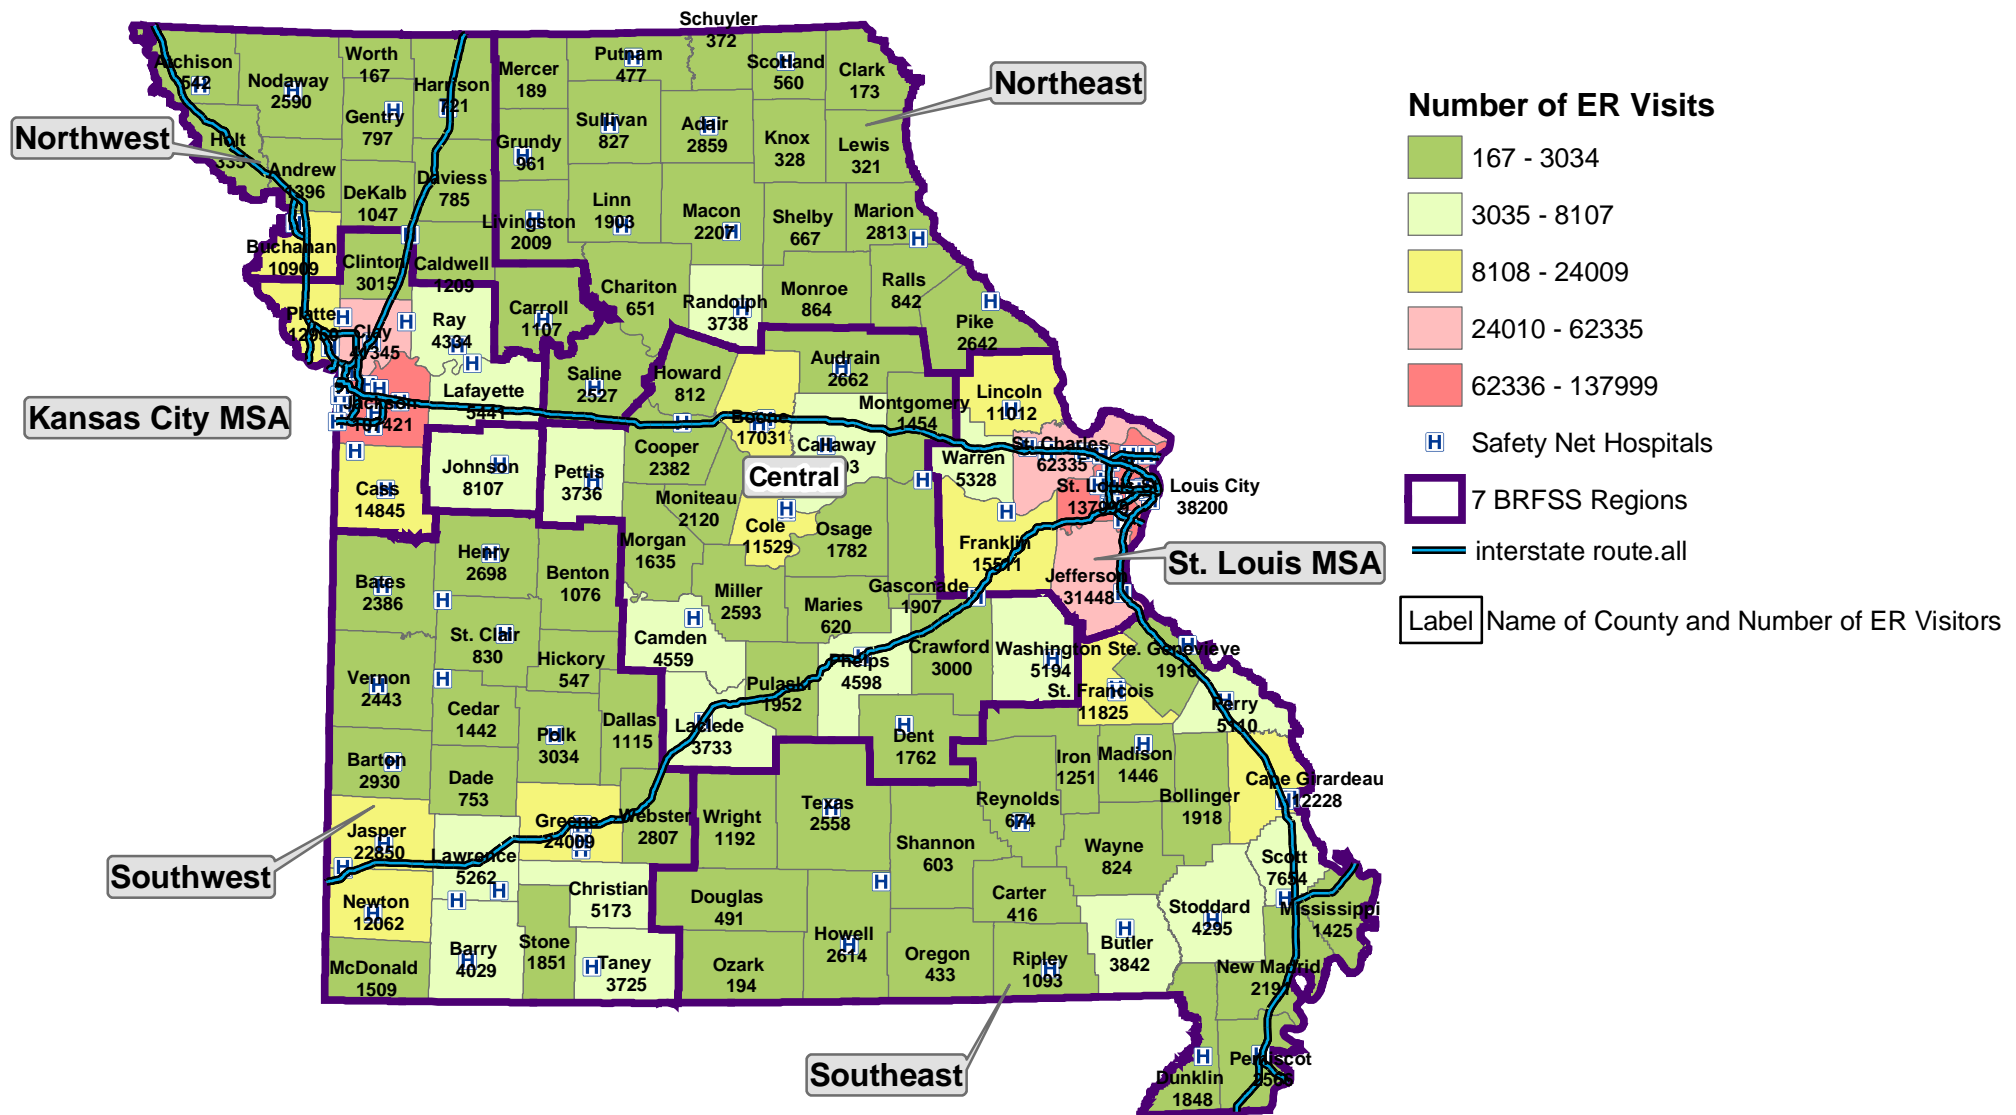 Schuyler
372
Atchison
542
Nodaway
2590
Worth
167
Harrison
721
Mercer
189
Putnam
477
Scotland
560
Clark
173
Northeast
Northwest
Gentry
797
Holt
335
Andrew
1396
DeKalb
1047
Daviess
785
Grundy
961
Sullivan
827
Adair
2859
Knox
328
Lewis
321
Livingston
2009
Linn
1903
Macon
2207
Shelby
667
Marion
2813
Buchanan
10909
Clinton
3015
Caldwell
1209
Carroll
1107
Chariton
651
Randolph
3738
Monroe
864
Ralls
842
Pike
2642
Platte
Clay
Ray
4334
Kansas City MSA
Jackson
Lafayette
5441
Saline
2527
Howard
812
Boone
17031
Audrain
2662
Callaway
Montgomery
1454
Lincoln
11012
Warren
5328
St. Charles
62335
St. Louis
St. Louis City
38200
Cass
14845
Johnson
8107
Pettis
3736
Cooper
2382
Central
Moniteau
2120
Cole
11529
Osage
1782
Franklin
15511
Jefferson
31448
St. Louis MSA
Bates
2386
Henry
2698
Benton
1076
Morgan
1635
Miller
2593
Maries
620
Gasconade
1907
Camden
4559
St. Clair
830
Hickory
547
Vernon
2443
Cedar
1442
Polk
3034
Dallas
1115
Laclede
3733
Pulaski
1952
Phelps
4598
Crawford
3000
Washington
5194
Ste. Genevieve
1916
St. Francois
11825
Perry
5110
Dent
1762
Iron
1251
Madison
1446
Cape Girardeau
12228
Bollinger
1918
Barton
2930
Dade
753
Jasper
22850
Greene
24009
Webster
2807
Wright
1192
Texas
2558
Reynolds
674
Shannon
603
Wayne
824
Scott
7654
Southwest
Lawrence
5262
Christian
5173
Douglas
491
Carter
416
Stoddard
4295
Mississippi
1425
Newton
12062
Barry
4029
Stone
1851
Taney
3725
Ozark
194
Howell
2614
Oregon
433
Ripley
1093
Butler
3842
McDonald
1509
New Madrid
2191
Southeast
Pemiscot
Dunklin
1848
Number of ER Visits
167 - 3034
3035 - 8107
8108 - 24009
24010 - 62335
62336 - 137999
H Safety Net Hospitals
7 BRFSS Regions
interstate route.all
Label Name of County and Number of ER Visitors